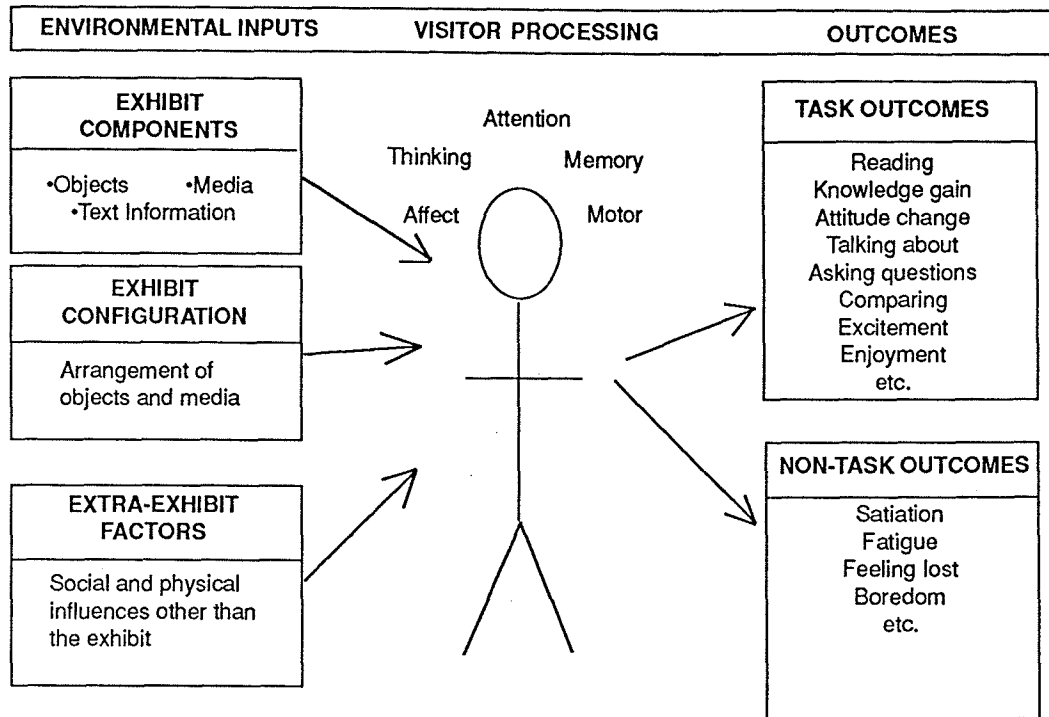 ENVIRONMENTAL INPUTS VISITOR PROCESSING OUTCOMES
EXHIBIT
COMPONENTS
•Objects •Media
•Text Information
EXHIBIT
CONFIGURATION
Arrangement of
objects and media
EXTRA-EXHIBIT
FACTORS
Social and physical
influences other than
the exhibit
Attention
Thinking Memory
Affect Motor
TASK OUTCOMES
Reading
Knowledge gain
Attitude change
Talking about
Asking questions
Comparing
Excitement
Enjoyment
etc.
NON-TASK OUTCOMES
Satiation
Fatigue
Feeling lost
Boredom
etc.